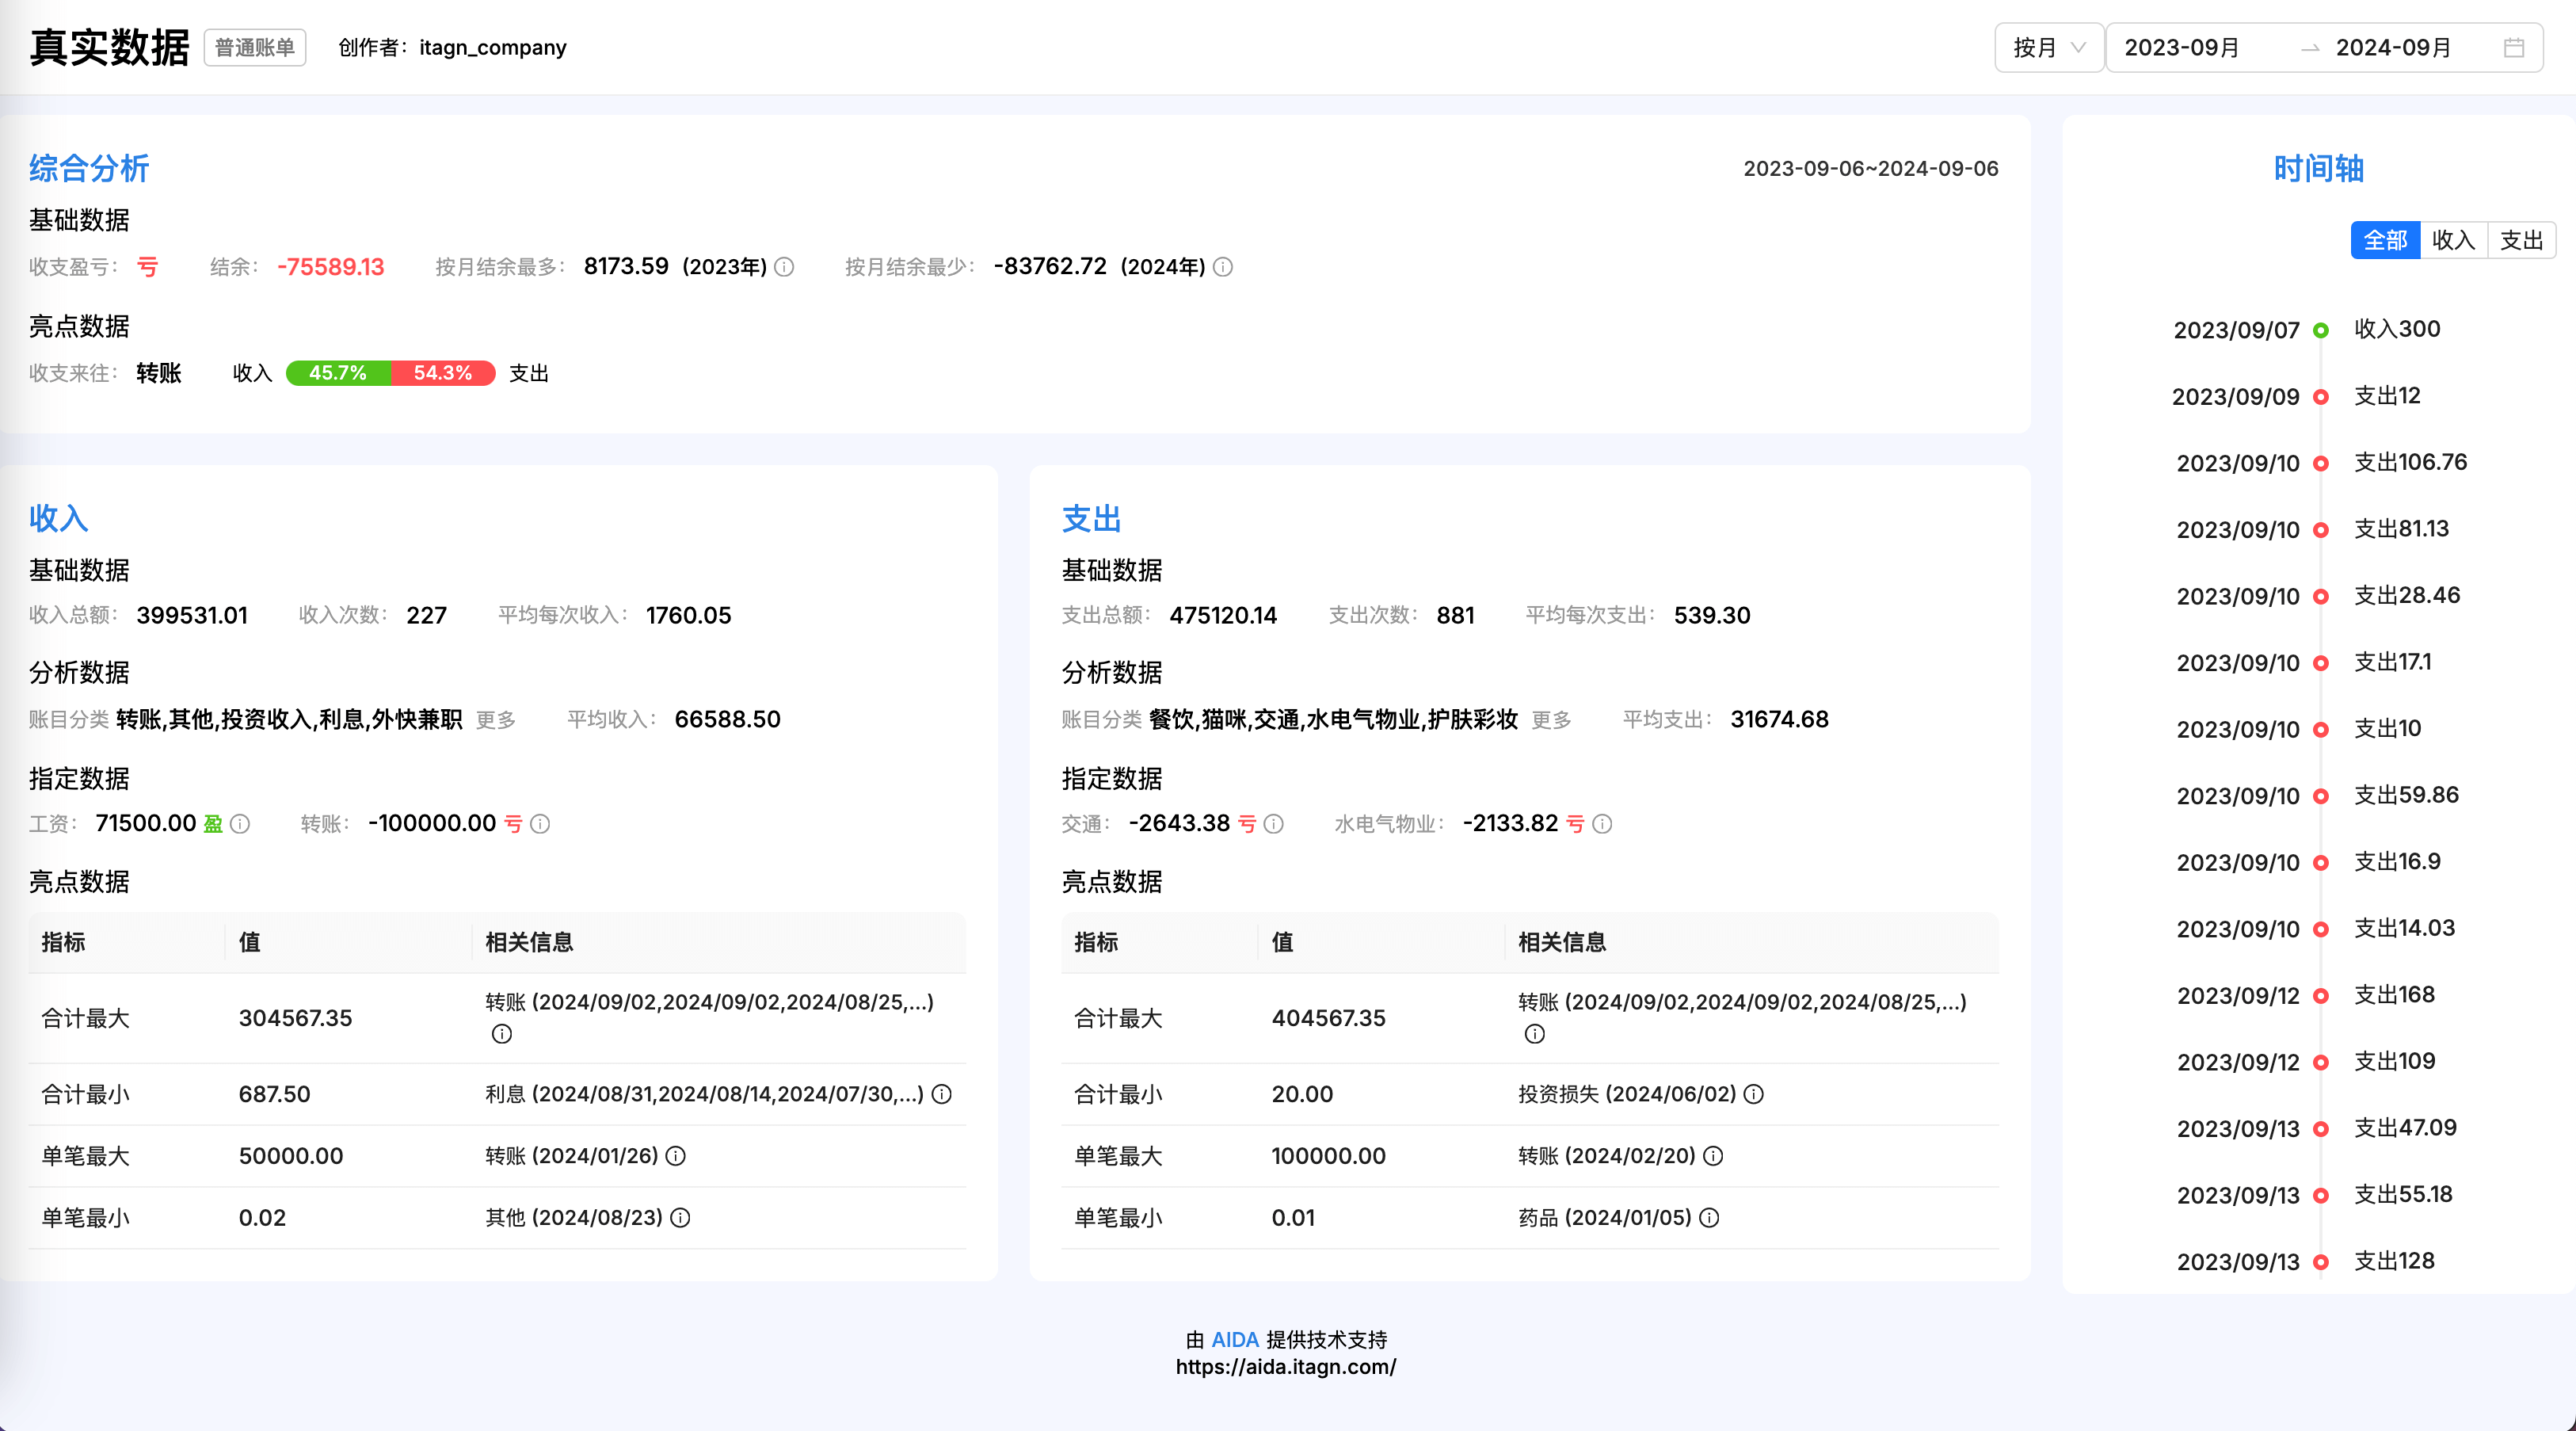 真实数据 普通账单 创作者：itagn_company 按月 2023-09月 → 2024-09月
综合分析 2023-09-06~2024-09-06
基础数据
收支盈亏： 亏 结余： -75589.13 按月结余最多： 8173.59 (2023年) 按月结余最少： -83762.72 (2024年)
亮点数据
收支来往： 转账 收入 45.7% 54.3% 支出
收入
基础数据
收入总额： 399531.01 收入次数： 227 平均每次收入： 1760.05
分析数据
账目分类 转账,其他,投资收入,利息,外快兼职 更多 平均收入： 66588.50
指定数据
工资： 71500.00 盈 转账： -100000.00 亏
亮点数据
指标 值 相关信息
合计最大 304567.35 转账 (2024/09/02,2024/09/02,2024/08/25,...)
合计最小 687.50 利息 (2024/08/31,2024/08/14,2024/07/30,...)
单笔最大 50000.00 转账 (2024/01/26)
单笔最小 0.02 其他 (2024/08/23)
支出
基础数据
支出总额： 475120.14 支出次数： 881 平均每次支出： 539.30
分析数据
账目分类 餐饮,猫咪,交通,水电气物业,护肤彩妆 更多 平均支出： 31674.68
指定数据
交通： -2643.38 亏 水电气物业： -2133.82 亏
亮点数据
指标 值 相关信息
合计最大 404567.35 转账 (2024/09/02,2024/09/02,2024/08/25,...)
合计最小 20.00 投资损失 (2024/06/02)
单笔最大 100000.00 转账 (2024/02/20)
单笔最小 0.01 药品 (2024/01/05)
时间轴
全部 收入 支出
2023/09/07 收入300
2023/09/09 支出12
2023/09/10 支出106.76
2023/09/10 支出81.13
2023/09/10 支出28.46
2023/09/10 支出17.1
2023/09/10 支出10
2023/09/10 支出59.86
2023/09/10 支出16.9
2023/09/10 支出14.03
2023/09/12 支出168
2023/09/12 支出109
2023/09/13 支出47.09
2023/09/13 支出55.18
2023/09/13 支出128
由 AIDA 提供技术支持
https://aida.itagn.com/